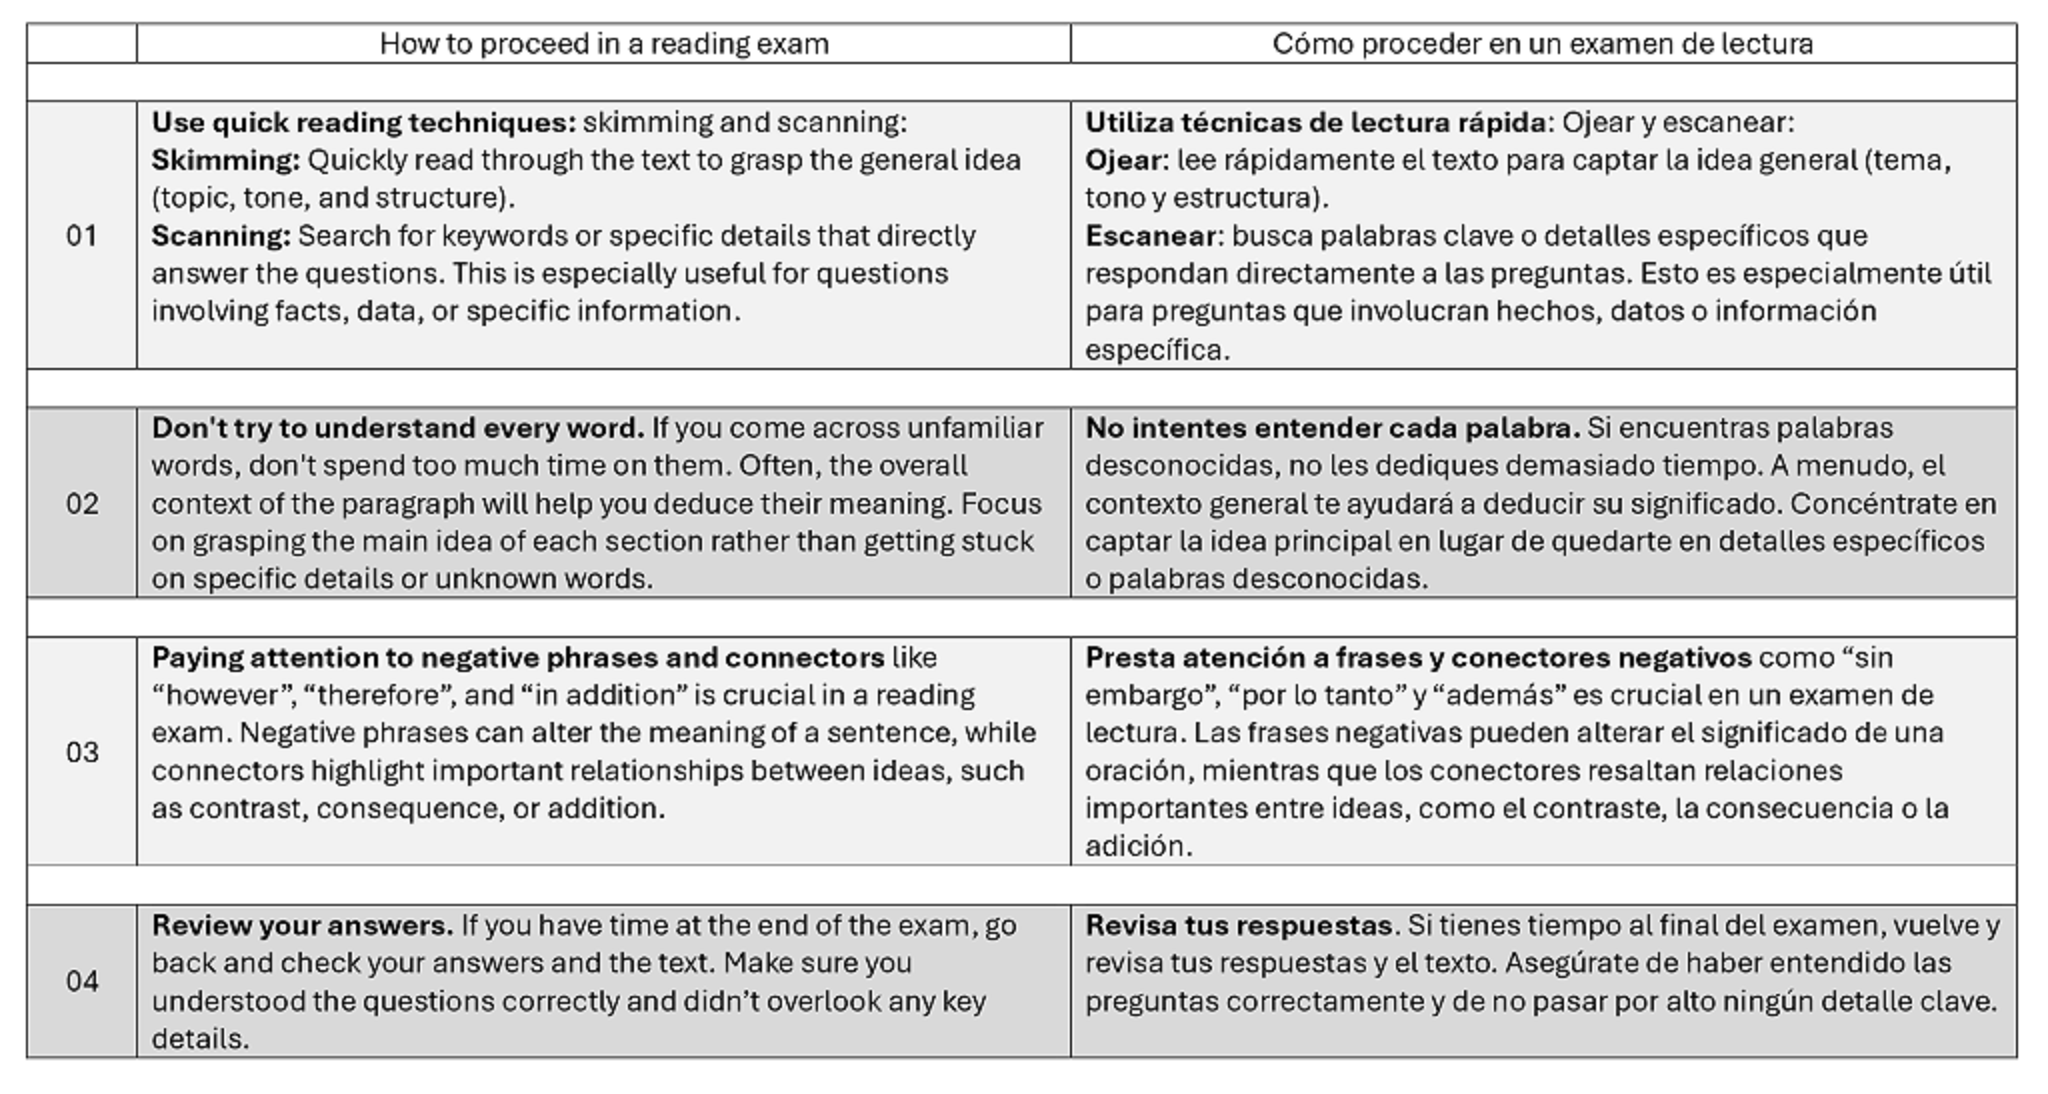 How to proceed in a reading exam
Cómo proceder en un examen de lectura
01
Use quick reading techniques: skimming and scanning:
Skimming: Quickly read through the text to grasp the general idea
(topic, tone, and structure).
Scanning: Search for keywords or specific details that directly
answer the questions. This is especially useful for questions
involving facts, data, or specific information.
Utiliza técnicas de lectura rápida: Ojear y escanear:
Ojear: lee rápidamente el texto para captar la idea general (tema,
tono y estructura).
Escanear: busca palabras clave o detalles específicos que
respondan directamente a las preguntas. Esto es especialmente útil
para preguntas que involucran hechos, datos o información
específica.
02
Don't try to understand every word. If you come across unfamiliar
words, don't spend too much time on them. Often, the overall
context of the paragraph will help you deduce their meaning. Focus
on grasping the main idea of each section rather than getting stuck
on specific details or unknown words.
No intentes entender cada palabra. Si encuentras palabras
desconocidas, no les dediques demasiado tiempo. A menudo, el
contexto general te ayudará a deducir su significado. Concéntrate en
captar la idea principal en lugar de quedarte en detalles específicos
o palabras desconocidas.
03
Paying attention to negative phrases and connectors like
“however”, “therefore”, and “in addition” is crucial in a reading
exam. Negative phrases can alter the meaning of a sentence, while
connectors highlight important relationships between ideas, such
as contrast, consequence, or addition.
Presta atención a frases y conectores negativos como “sin
embargo”, “por lo tanto” y “además” es crucial en un examen de
lectura. Las frases negativas pueden alterar el significado de una
oración, mientras que los conectores resaltan relaciones
importantes entre ideas, como el contraste, la consecuencia o la
adición.
04
Review your answers. If you have time at the end of the exam, go
back and check your answers and the text. Make sure you
understood the questions correctly and didn’t overlook any key
details.
Revisa tus respuestas. Si tienes tiempo al final del examen, vuelve y
revisa tus respuestas y el texto. Asegúrate de haber entendido las
preguntas correctamente y de no pasar por alto ningún detalle clave.